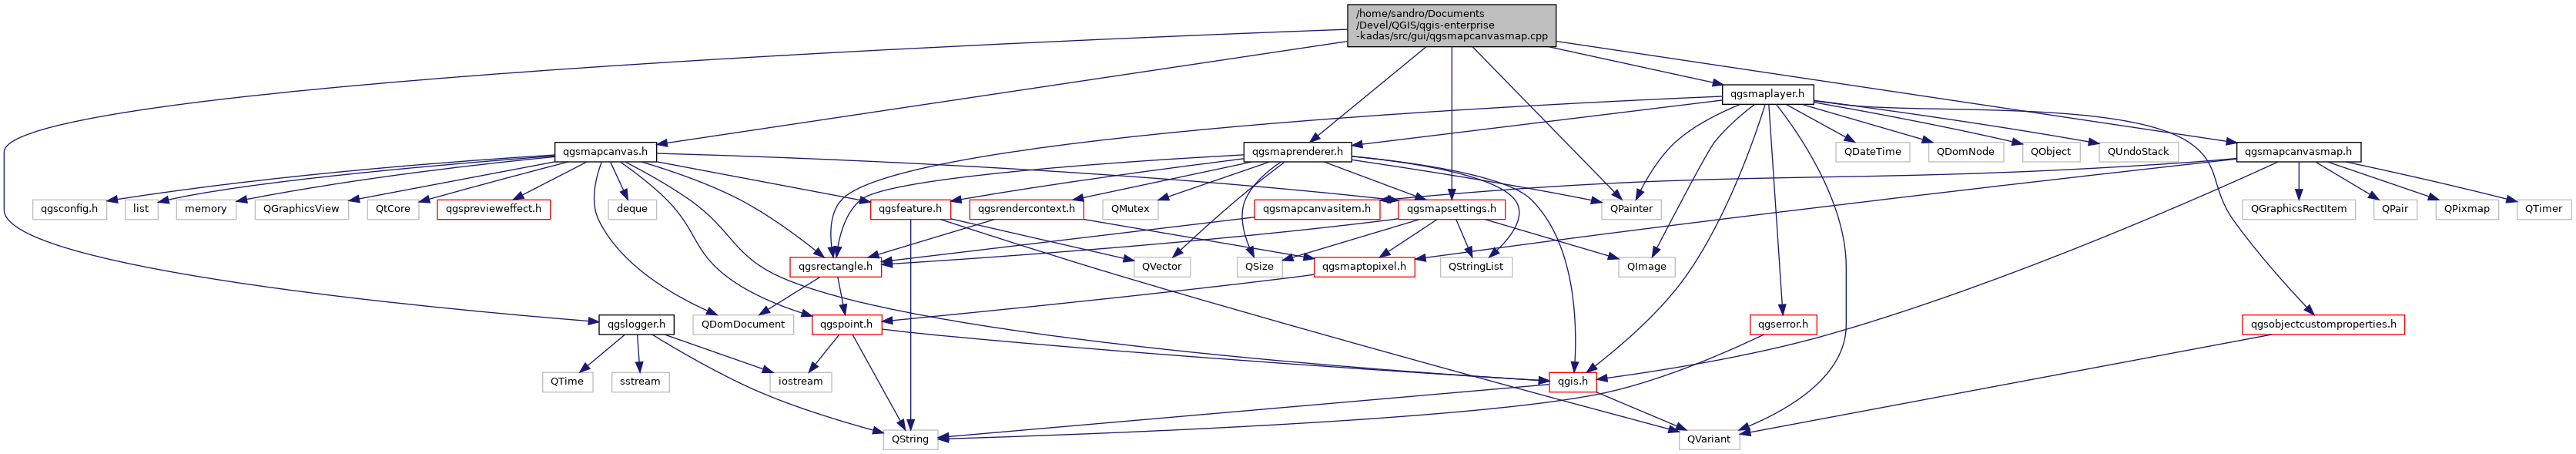 /home/sandro/Documents
/Devel/QGIS/qgis-enterprise
-kadas/src/gui/qgsmapcanvasmap.cpp
qgsmaplayer.h
qgsmapcanvas.h
qgsmaprenderer.h
QDateTime
QDomNode
QObject
QUndoStack
qgsmapcanvasmap.h
qgsconfig.h
list
memory
QGraphicsView
QtCore
qgsprevieweffect.h
deque
qgsfeature.h
qgsrendercontext.h
QMutex
qgsmapcanvasitem.h
qgsmapsettings.h
QPainter
QGraphicsRectItem
QPair
QPixmap
QTimer
qgsrectangle.h
QVector
QSize
qgsmaptopixel.h
QStringList
QImage
qgslogger.h
QDomDocument
qgspoint.h
qgserror.h
qgsobjectcustomproperties.h
QTime
sstream
iostream
qgis.h
QString
QVariant